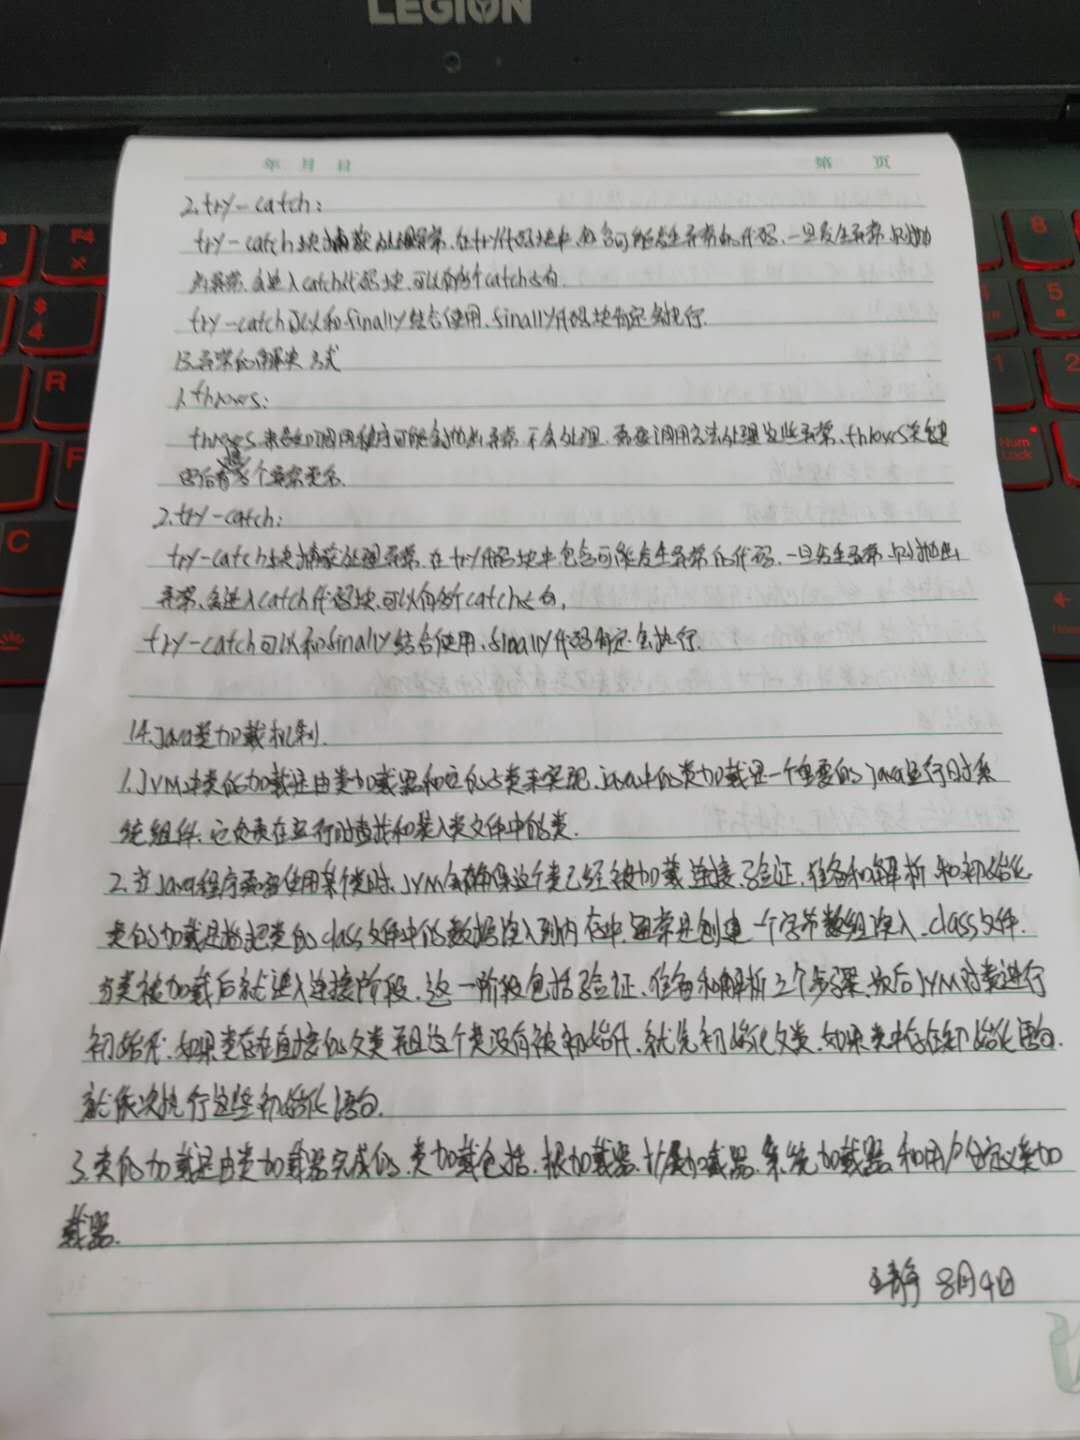 LEGION
年 月 日
第 页
2.try-catch:
try-catch块捕获处理异常.在try代码块中包含可能发生异常的代码.一旦发生异常即抛
出异常.会进入catch代码块.可以有多个catch语句.
try-catch可以和finally结合使用.finally代码块肯定会执行.
13.异常的解决方式
1.throws:
throws来通知调用程序可能会抛出异常.不会处理.需要调用方法处理这些异常.throws关键
字后 多个异常类名.
2.try-catch:
try-catch块捕获处理异常.在try代码块中包含可能发生异常的代码.一旦发生异常即抛出
异常.会进入catch代码块.可以有多个catch语句.
try-catch可以和finally结合使用.finally代码肯定会执行.
14.Java类加载机制.
1.JVM中类的加载是由类加载器和它的子类来实现.java中的类加载是一个重要的Java运行时系
统组件.它负责在运行时查找和装入类文件中的类.
2.当Java程序需要使用某个类时.JVM会确保这个类已经被加载.连接.验证.准备和解析.和初始化
类的加载是指把类的class文件中的数据读入到内存中.通常是创建一个字节数组读入.class文件.
当类被加载后就进入连接阶段.这一阶段包括验证.准备和解析三个步骤.最后JVM对类进行
初始化.如果类存在直接的父类并且这个类没有被初始化.就先初始化父类.如果类中存在初始化语句.
就依次执行这些初始化语句.
3.类的加载是由类加载器完成的.类加载包括.根加载器.扩展加载器.系统加载器.和用户自定义类加
载器.
王静 8月4日
F4
$
4
R
F
C
8
5
1
2
Num
Lock
Home